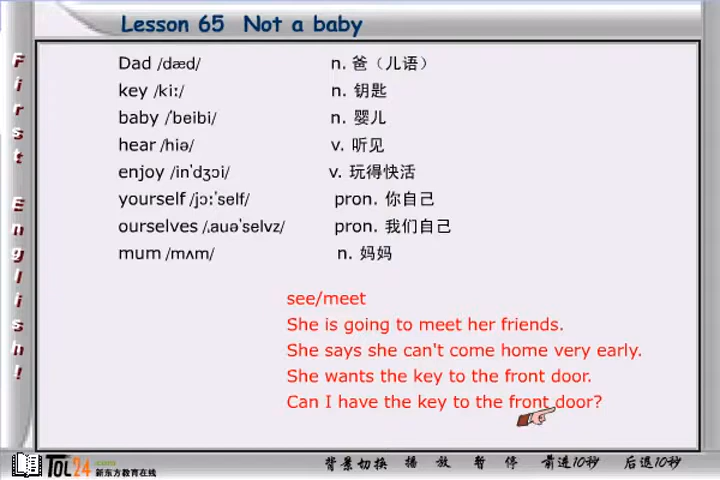 Lesson 65 Not a baby
First English!
Dad /dæd/ n. 爸（儿语）
key /kiː/ n. 钥匙
baby /ˈbeibi/ n. 婴儿
hear /hiə/ v. 听见
enjoy /inˈdʒɔi/ v. 玩得快活
yourself /jɔːˈself/ pron. 你自己
ourselves /ˌauəˈselvz/ pron. 我们自己
mum /mʌm/ n. 妈妈
see/meet
She is going to meet her friends.
She says she can't come home very early.
She wants the key to the front door.
Can I have the key to the front door?
TOL24.com 新东方教育在线
背景切换 播 放 暂 停 前进10秒 后退10秒